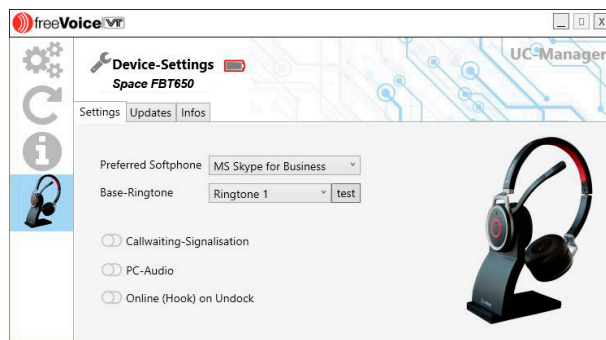 freeVoice VT
UC-Manager
Device-Settings
Space FBT650
Settings Updates Infos
Preferred Softphone MS Skype for Business
Base-Ringtone Ringtone 1 test
Callwaiting-Signalisation
PC-Audio
Online (Hook) on Undock